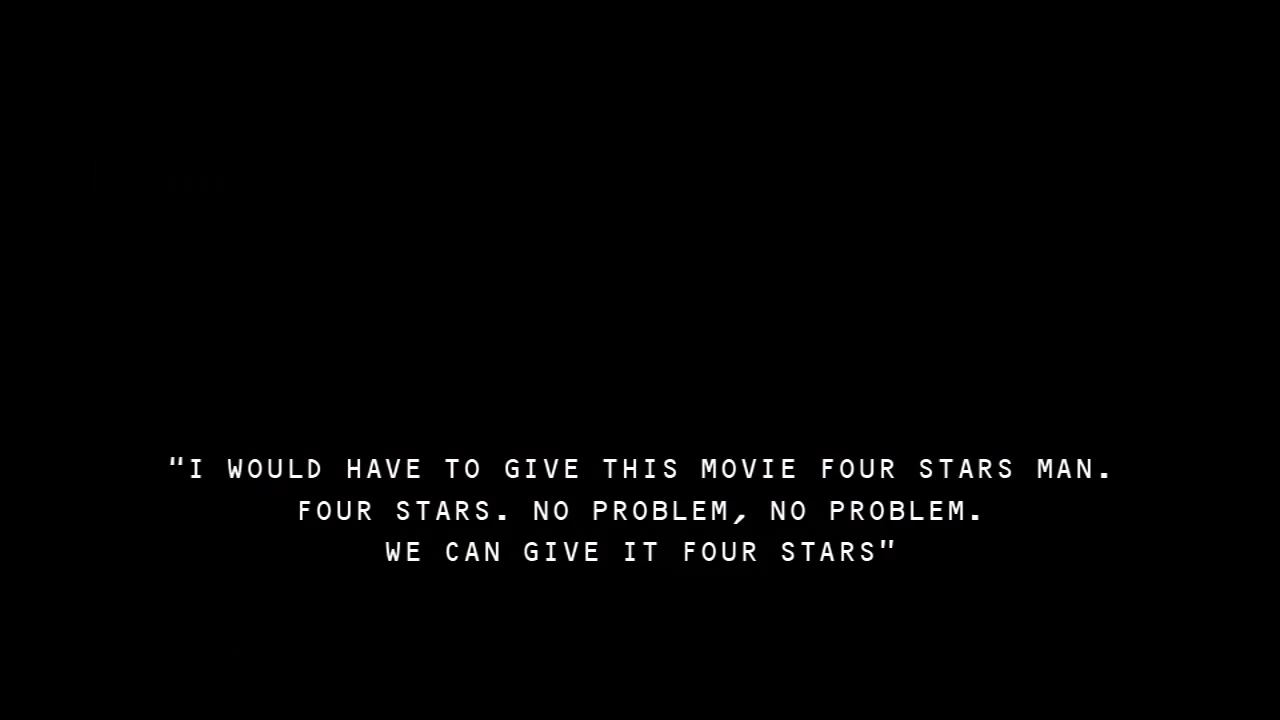 "I WOULD HAVE TO GIVE THIS MOVIE FOUR STARS MAN.
FOUR STARS. NO PROBLEM, NO PROBLEM.
WE CAN GIVE IT FOUR STARS"